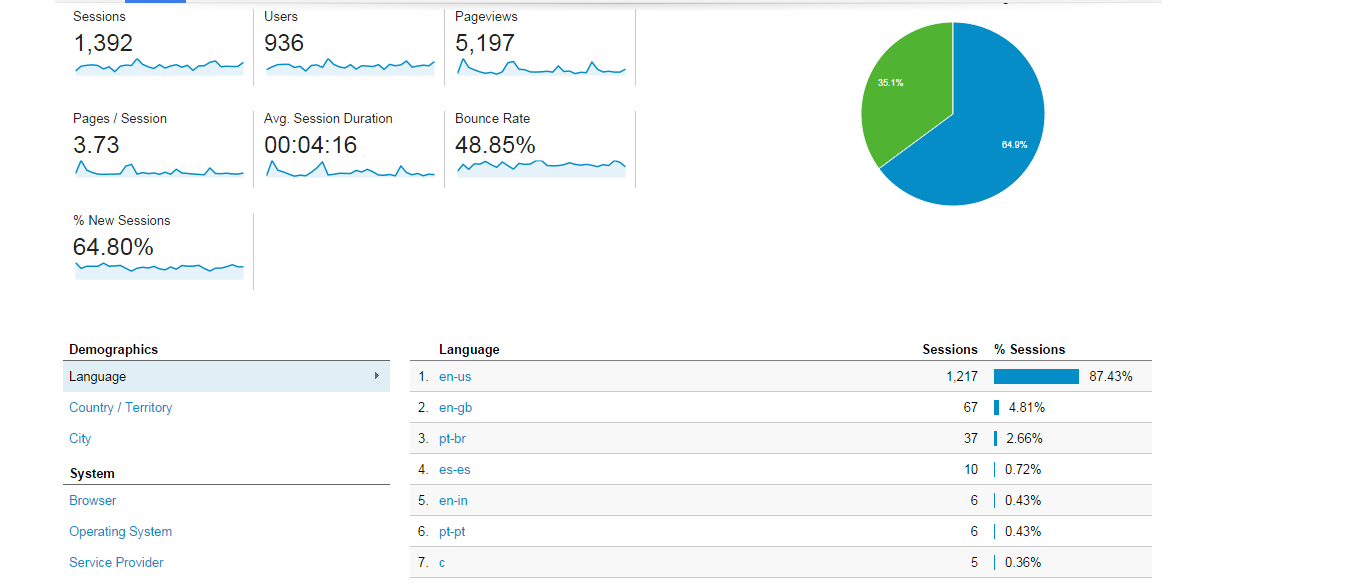 Sessions
1,392
Users
936
Pageviews
5,197
35.1%
64.9%
Pages / Session
3.73
Avg. Session Duration
00:04:16
Bounce Rate
48.85%
% New Sessions
64.80%
Demographics
Language
Country / Territory
City
System
Browser
Operating System
Service Provider
Language Sessions % Sessions
1. en-us 1,217 87.43%
2. en-gb 67 4.81%
3. pt-br 37 2.66%
4. es-es 10 0.72%
5. en-in 6 0.43%
6. pt-pt 6 0.43%
7. c 5 0.36%